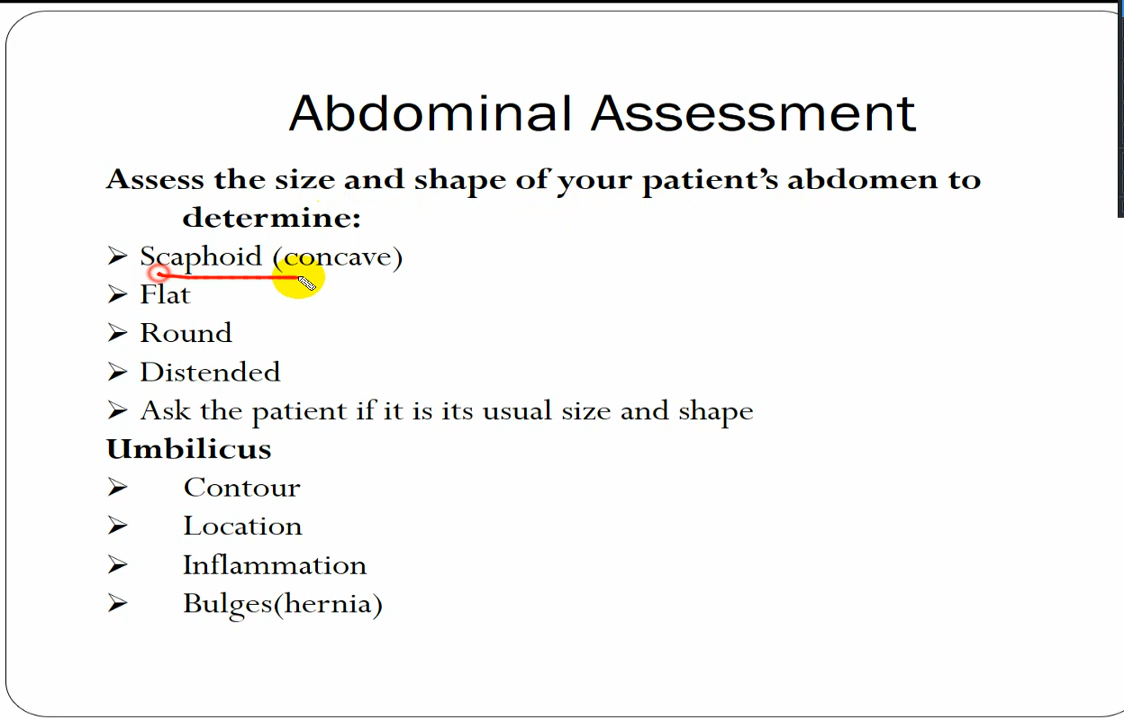 Abdominal Assessment
Assess the size and shape of your patient’s abdomen to
determine:
➢ Scaphoid (concave)
➢ Flat
➢ Round
➢ Distended
➢ Ask the patient if it is its usual size and shape
Umbilicus
➢ Contour
➢ Location
➢ Inflammation
➢ Bulges(hernia)